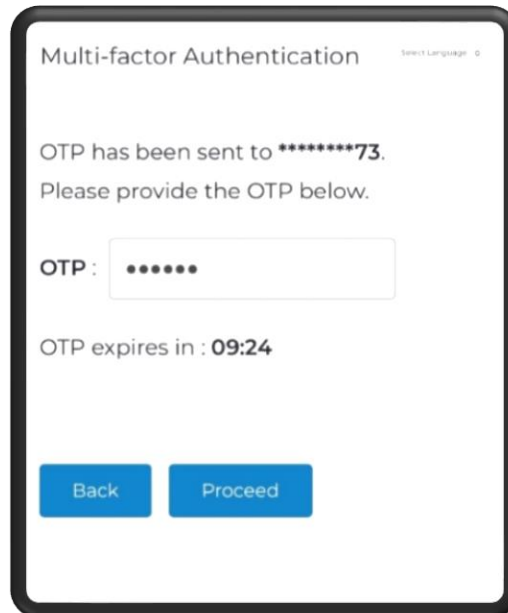 Multi-factor Authentication
Select Language
OTP has been sent to ********73.
Please provide the OTP below.
OTP : ••••••
OTP expires in : 09:24
Back
Proceed